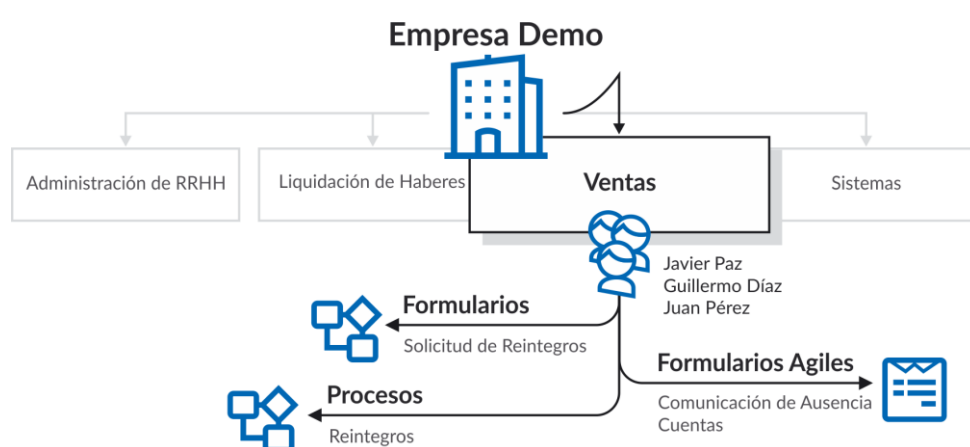 Empresa Demo
Administración de RRHH
Liquidación de Haberes
Ventas
Sistemas
Javier Paz
Guillermo Díaz
Juan Pérez
Formularios
Solicitud de Reintegros
Formularios Agiles
Comunicación de Ausencia
Cuentas
Procesos
Reintegros